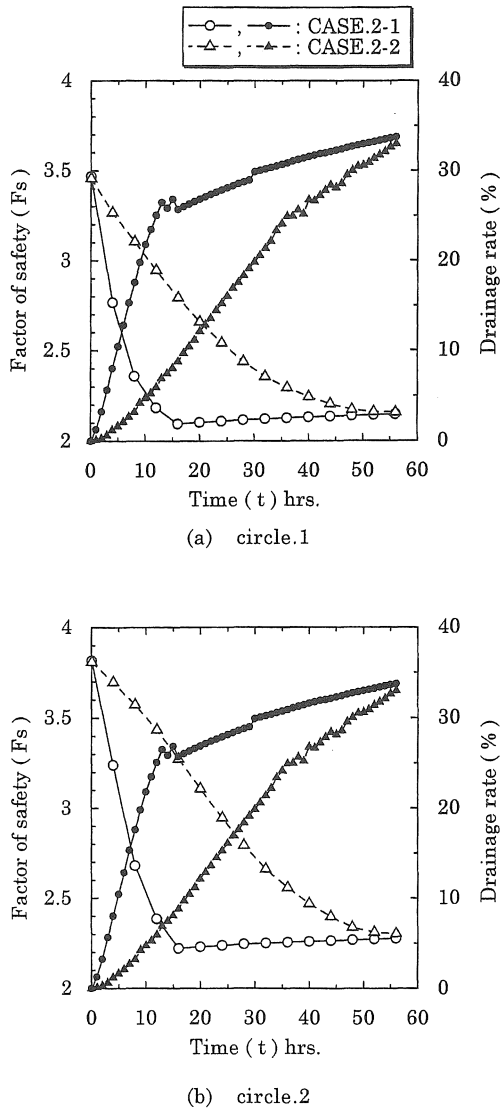 , : CASE.2-1
, : CASE.2-2
4
3.5
3
2.5
2
Factor of safety ( Fs )
40
30
20
10
0
Drainage rate ( % )
0 10 20 30 40 50 60
Time ( t ) hrs.
(a) circle.1
4
3.5
3
2.5
2
Factor of safety ( Fs )
40
30
20
10
0
Drainage rate ( % )
0 10 20 30 40 50 60
Time ( t ) hrs.
(b) circle.2